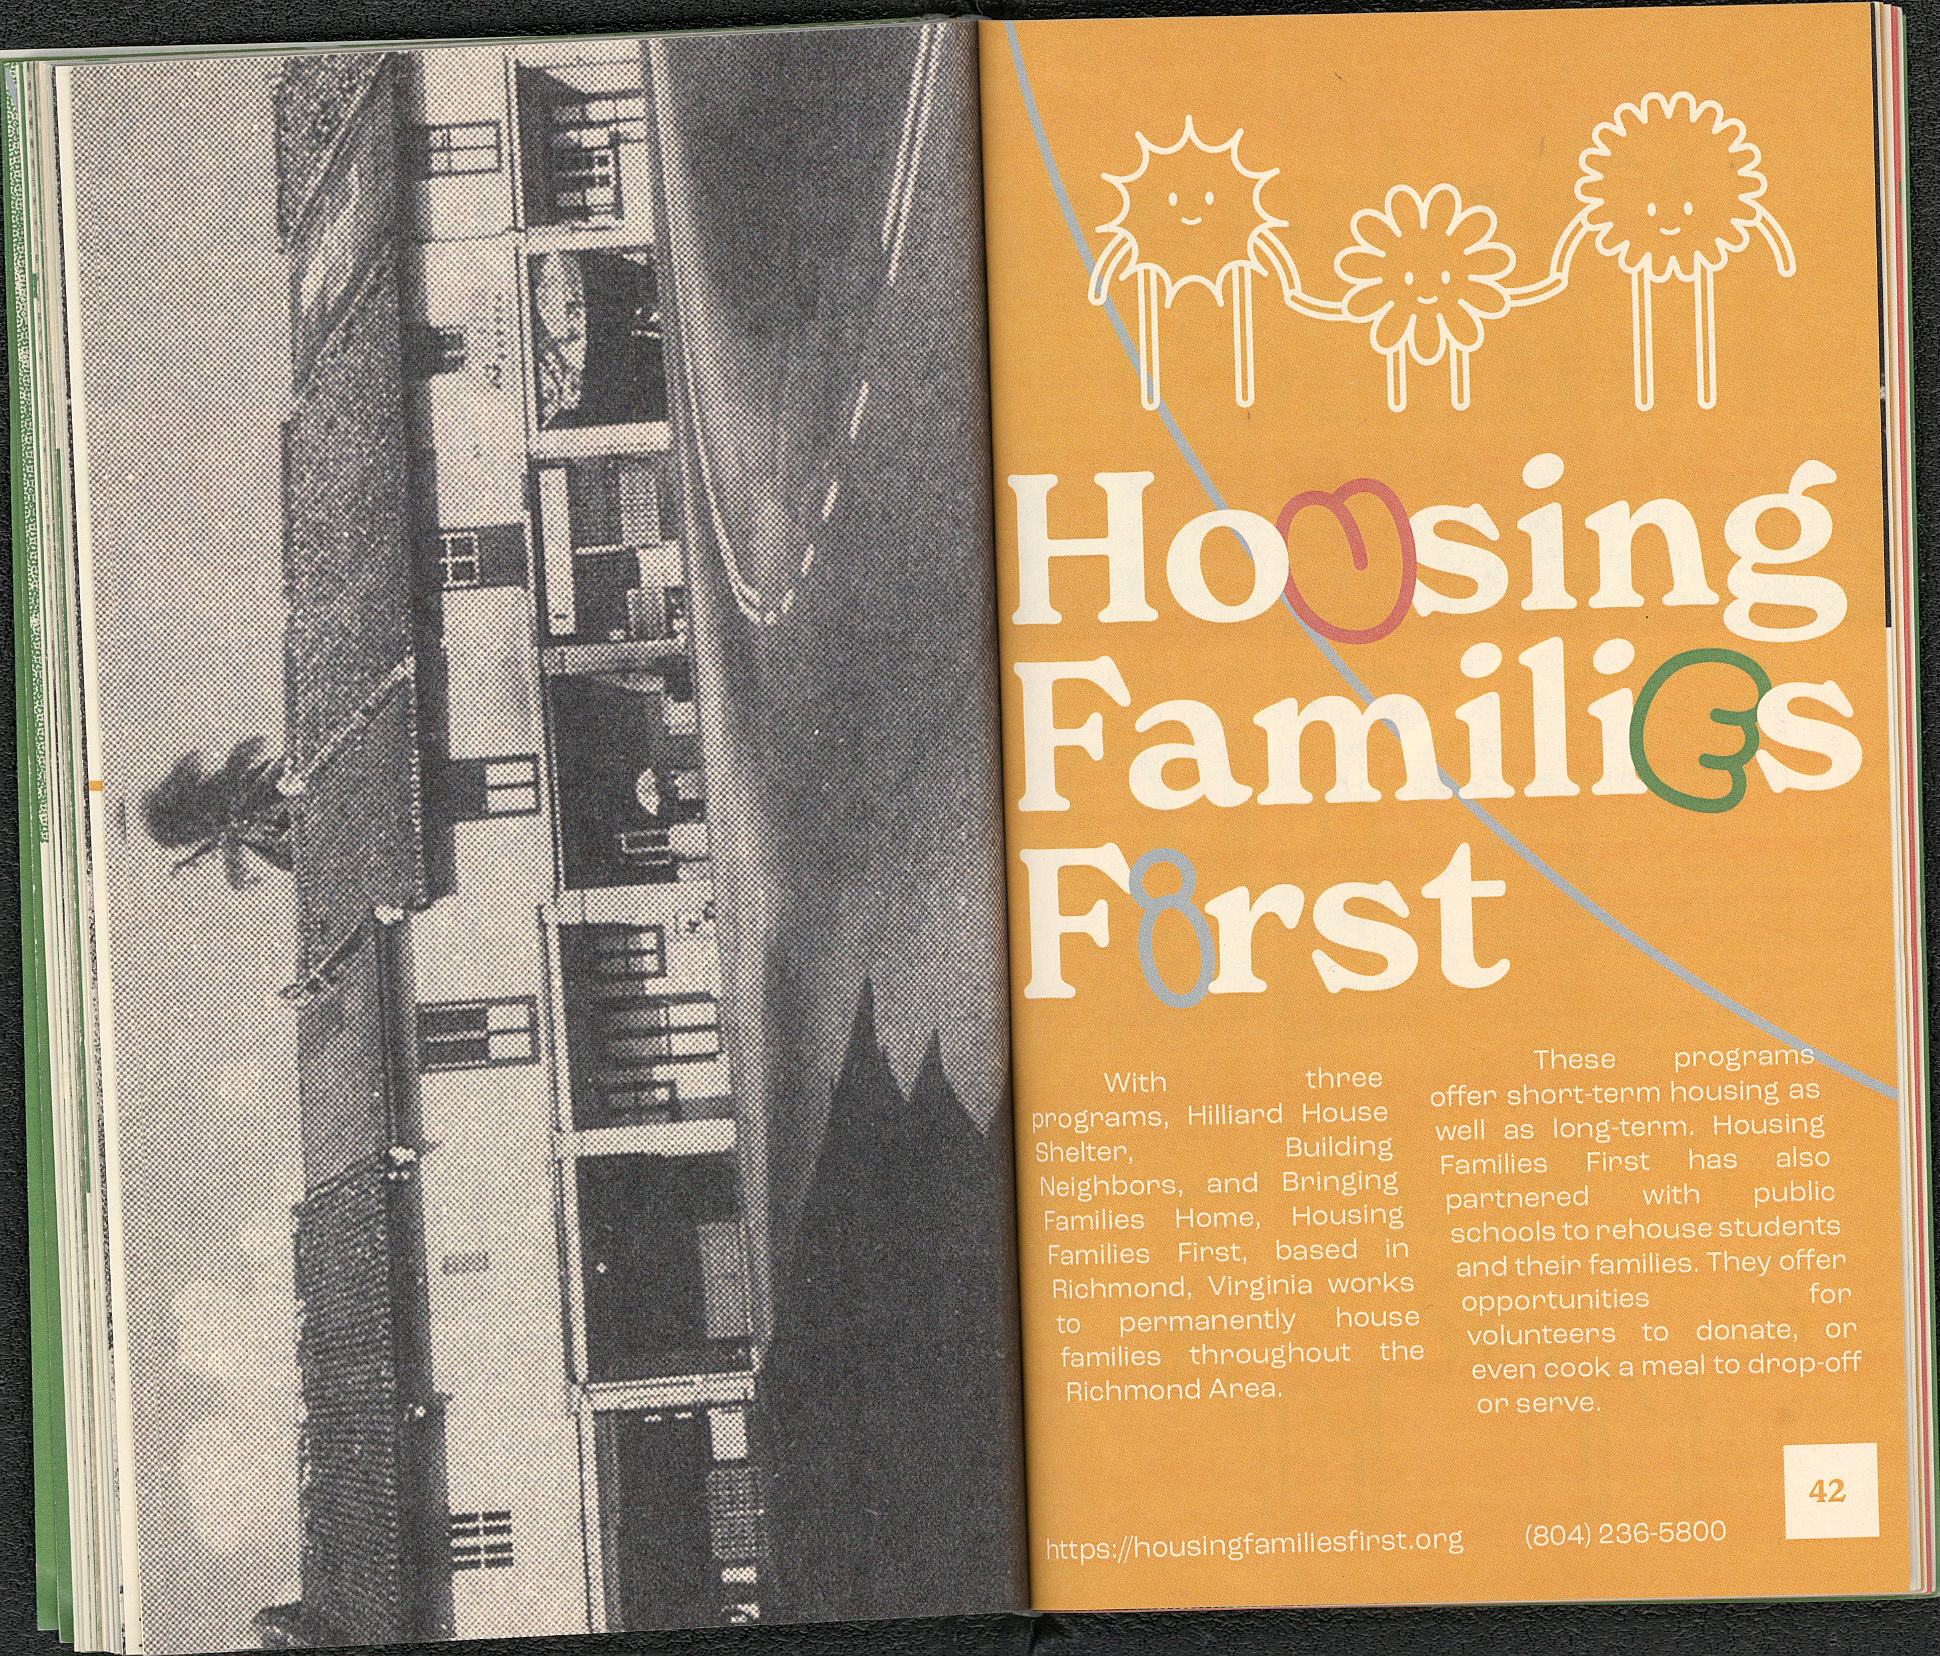 Housing
Families
First
With three
programs, Hilliard House
Shelter, Building
Neighbors, and Bringing
Families Home, Housing
Families First, based in
Richmond, Virginia works
to permanently house
families throughout the
Richmond Area.
These programs
offer short-term housing as
well as long-term. Housing
Families First has also
partnered with public
schools to rehouse students
and their families. They offer
opportunities for
volunteers to donate, or
even cook a meal to drop-off
or serve.
https://housingfamiliesfirst.org
(804) 236-5800
42